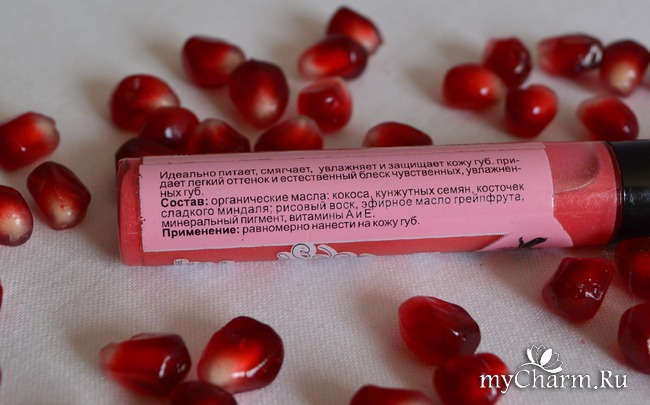 Идеально питает, смягчает, увлажняет и защищает кожу губ. при-
дает легкий оттенок и естественный блеск чувственных, увлажнен-
ных губ.
Состав: органические масла: кокоса, кунжутных семян, косточек
сладкого миндаля; рисовый воск, эфирное масло грейпфрута,
минеральный пигмент, витамины А и Е.
Применение: равномерно нанести на кожу губ.
myCharm.Ru